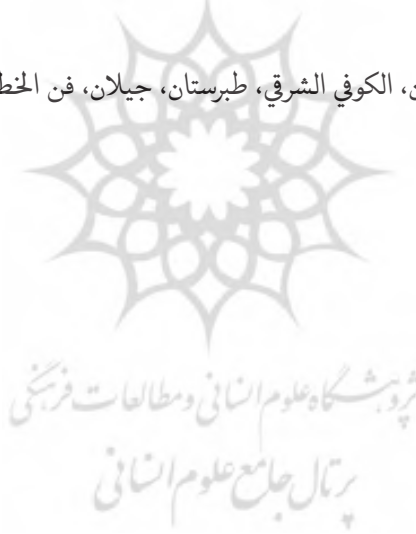 ، الكوفي الشرقي، طبرستان، جيلان، فن الخط
پژوهشگاه علوم انسانی و مطالعات فرهنگی
پرتال جامع علوم انسانی